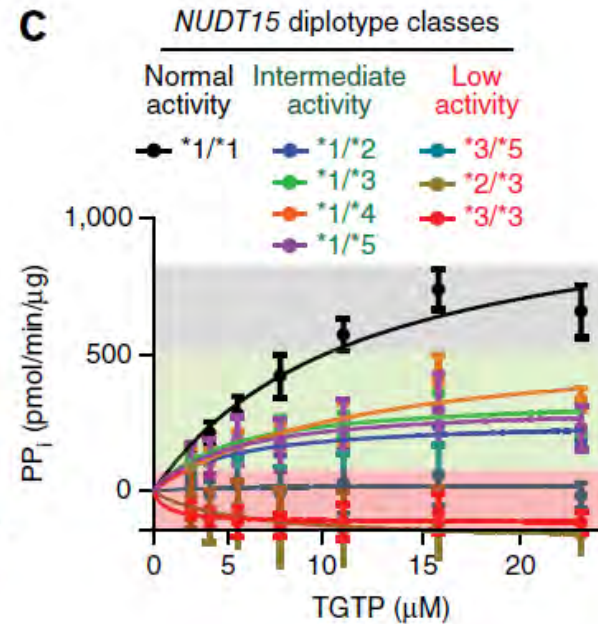 C
NUDT15 diplotype classes
Normal activity
Intermediate activity
Low activity
*1/*1
*1/*2
*1/*3
*1/*4
*1/*5
*3/*5
*2/*3
*3/*3
1,000
500
0
PPi (pmol/min/μg)
0 5 10 15 20
TGTP (μM)